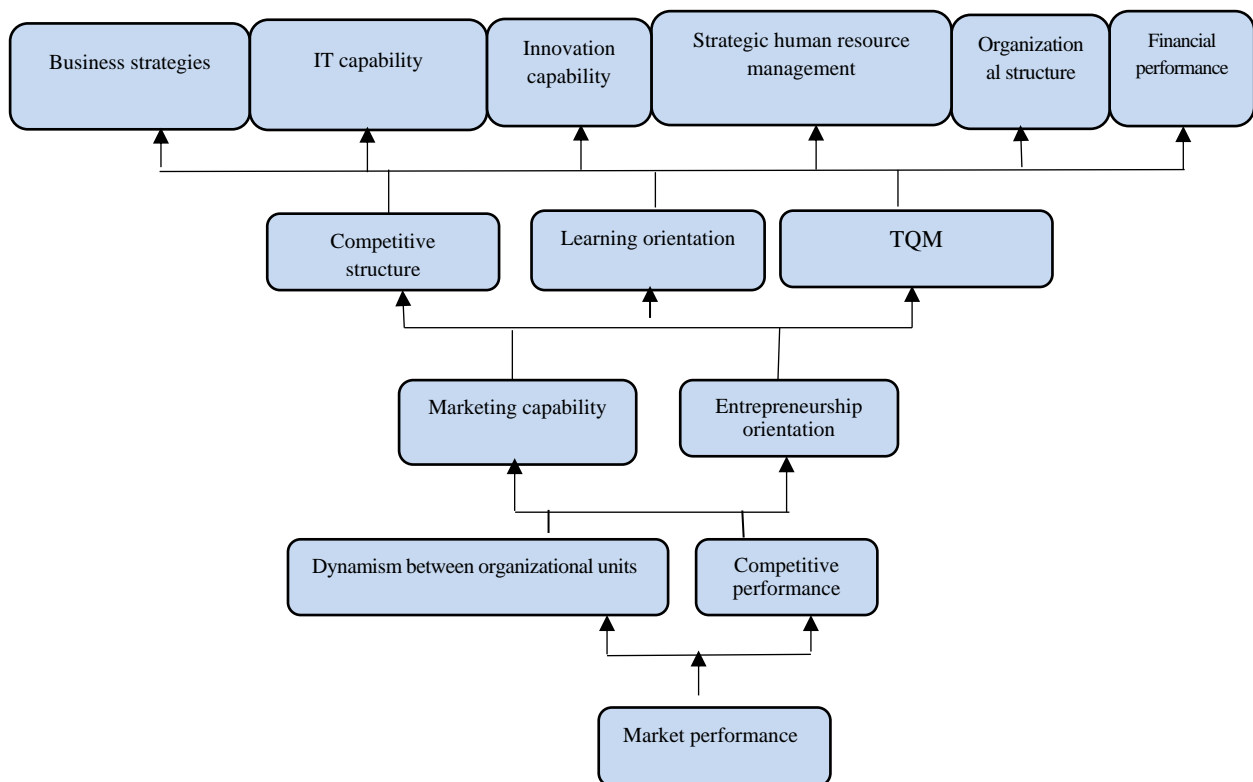 Business strategies
IT capability
Innovation
capability
Strategic human resource
management
Organization
al structure
Financial
performance
Competitive
structure
Learning orientation
TQM
Marketing capability
Entrepreneurship
orientation
Dynamism between organizational units
Competitive
performance
Market performance